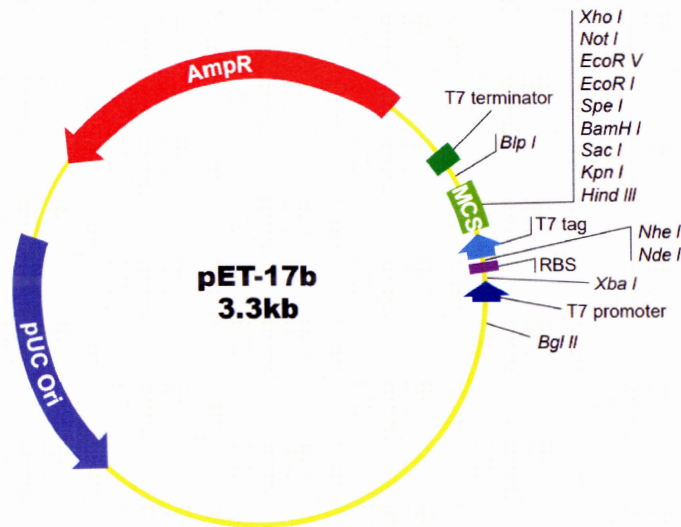 Xho I
Not I
EcoR V
EcoR I
Spe I
BamH I
Sac I
Kpn I
Hind III
AmpR
T7 terminator
Blp I
MCS
T7 tag
Nhe I
Nde I
RBS
Xba I
T7 promoter
Bgl II
pET-17b
3.3kb
pUC Ori